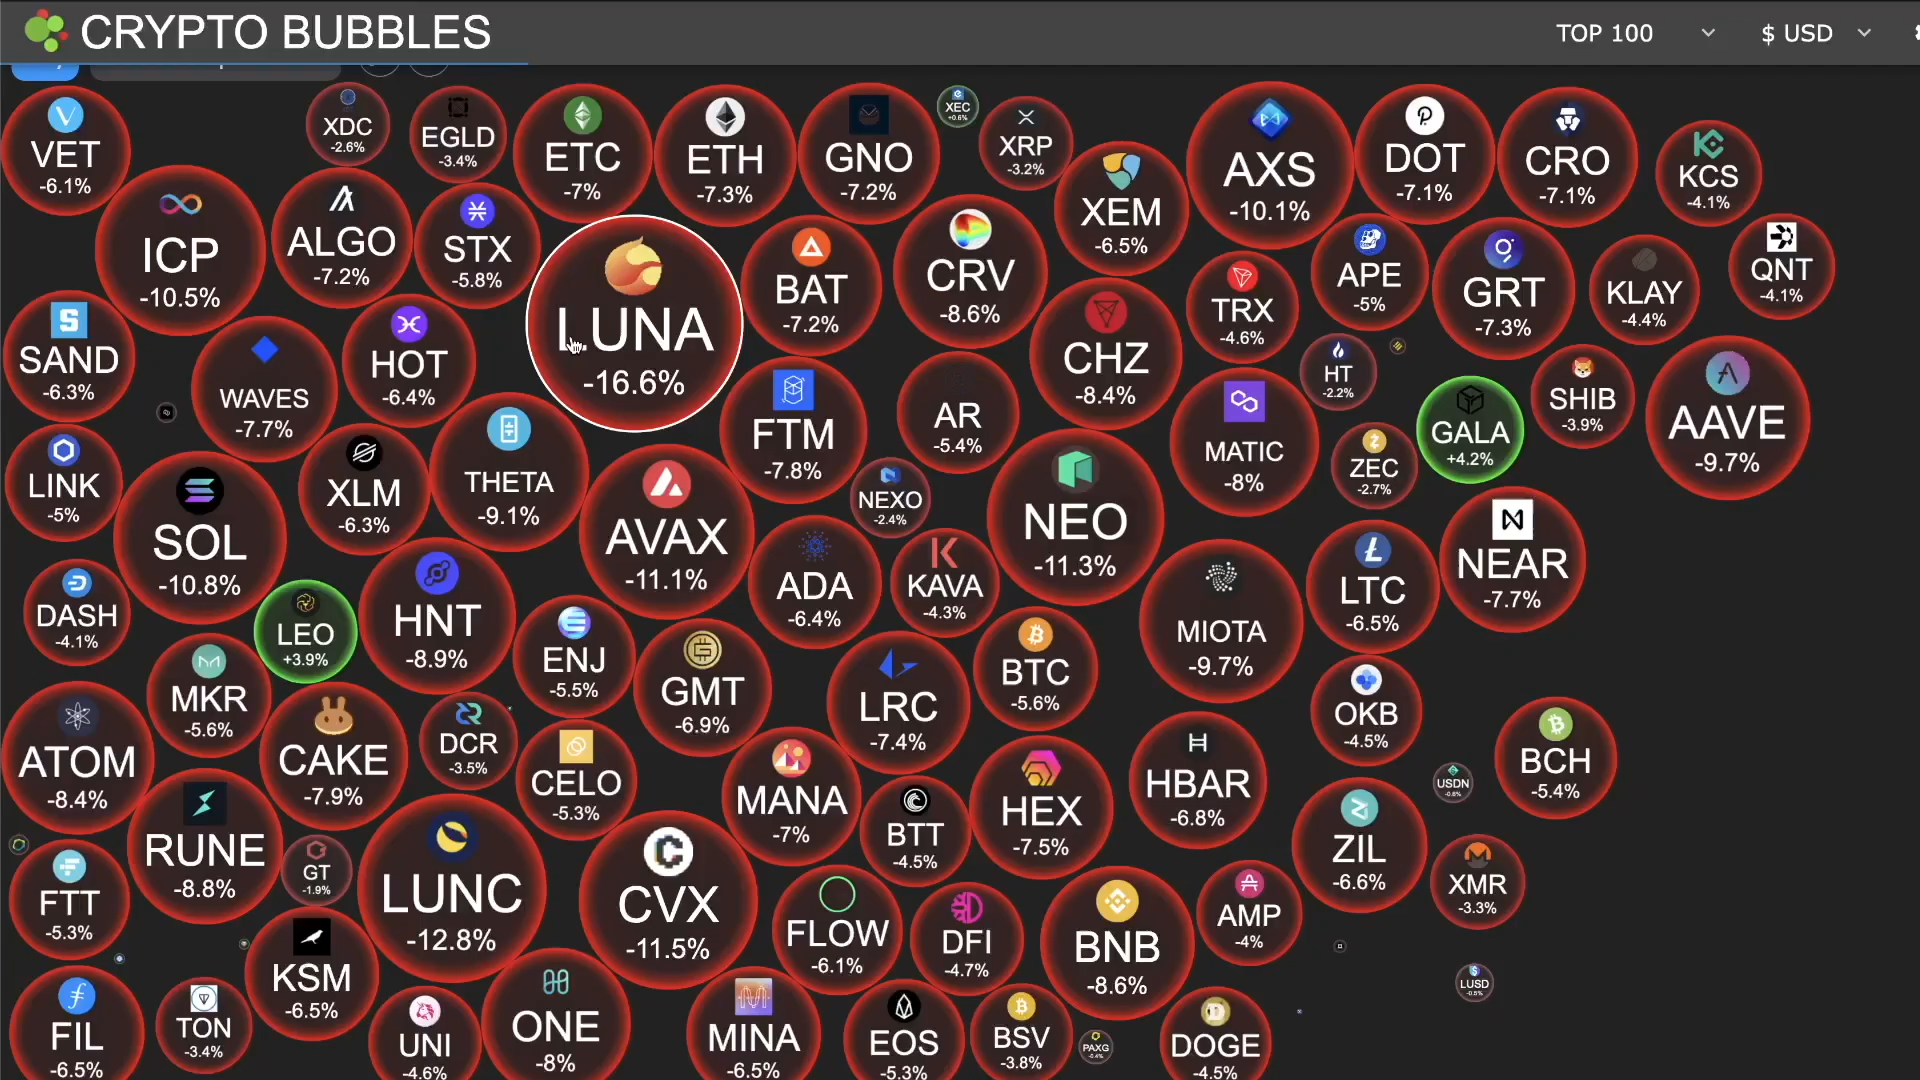 CRYPTO BUBBLES
TOP 100
$ USD
VET
-6.1%
XDC
-2.6%
EGLD
-3.4%
ETC
-7%
ETH
-7.3%
GNO
-7.2%
XEC
+0.6%
XRP
-3.2%
XEM
-6.5%
AXS
-10.1%
DOT
-7.1%
CRO
-7.1%
KCS
-4.1%
ICP
-10.5%
ALGO
-7.2%
STX
-5.8%
LUNA
-16.6%
BAT
-7.2%
CRV
-8.6%
TRX
-4.6%
APE
-5%
GRT
-7.3%
KLAY
-4.4%
QNT
-4.1%
SAND
-6.3%
WAVES
-7.7%
HOT
-6.4%
FTM
-7.8%
AR
-5.4%
CHZ
-8.4%
HT
-2.2%
GALA
+4.2%
SHIB
-3.9%
AAVE
-9.7%
LINK
-5%
SOL
-10.8%
XLM
-6.3%
THETA
-9.1%
AVAX
-11.1%
NEXO
-2.4%
NEO
-11.3%
MATIC
-8%
ZEC
-2.7%
NEAR
-7.7%
DASH
-4.1%
LEO
+3.9%
HNT
-8.9%
ENJ
-5.5%
ADA
-6.4%
KAVA
-4.3%
MIOTA
-9.7%
LTC
-6.5%
MKR
-5.6%
GMT
-6.9%
LRC
-7.4%
BTC
-5.6%
OKB
-4.5%
ATOM
-8.4%
CAKE
-7.9%
DCR
-3.5%
CELO
-5.3%
MANA
-7%
HEX
-7.5%
HBAR
-6.8%
USDN
-0.8%
BCH
-5.4%
RUNE
-8.8%
GT
-1.9%
LUNC
-12.8%
CVX
-11.5%
BTT
-4.5%
ZIL
-6.6%
XMR
-3.3%
FTT
-5.3%
KSM
-6.5%
FLOW
-6.1%
DFI
-4.7%
BNB
-8.6%
AMP
-4%
LUSD
FIL
-6.5%
TON
-3.4%
UNI
-4.6%
ONE
-8%
MINA
-6.5%
EOS
-5.3%
BSV
-3.8%
PAXG
DOGE
-4.5%